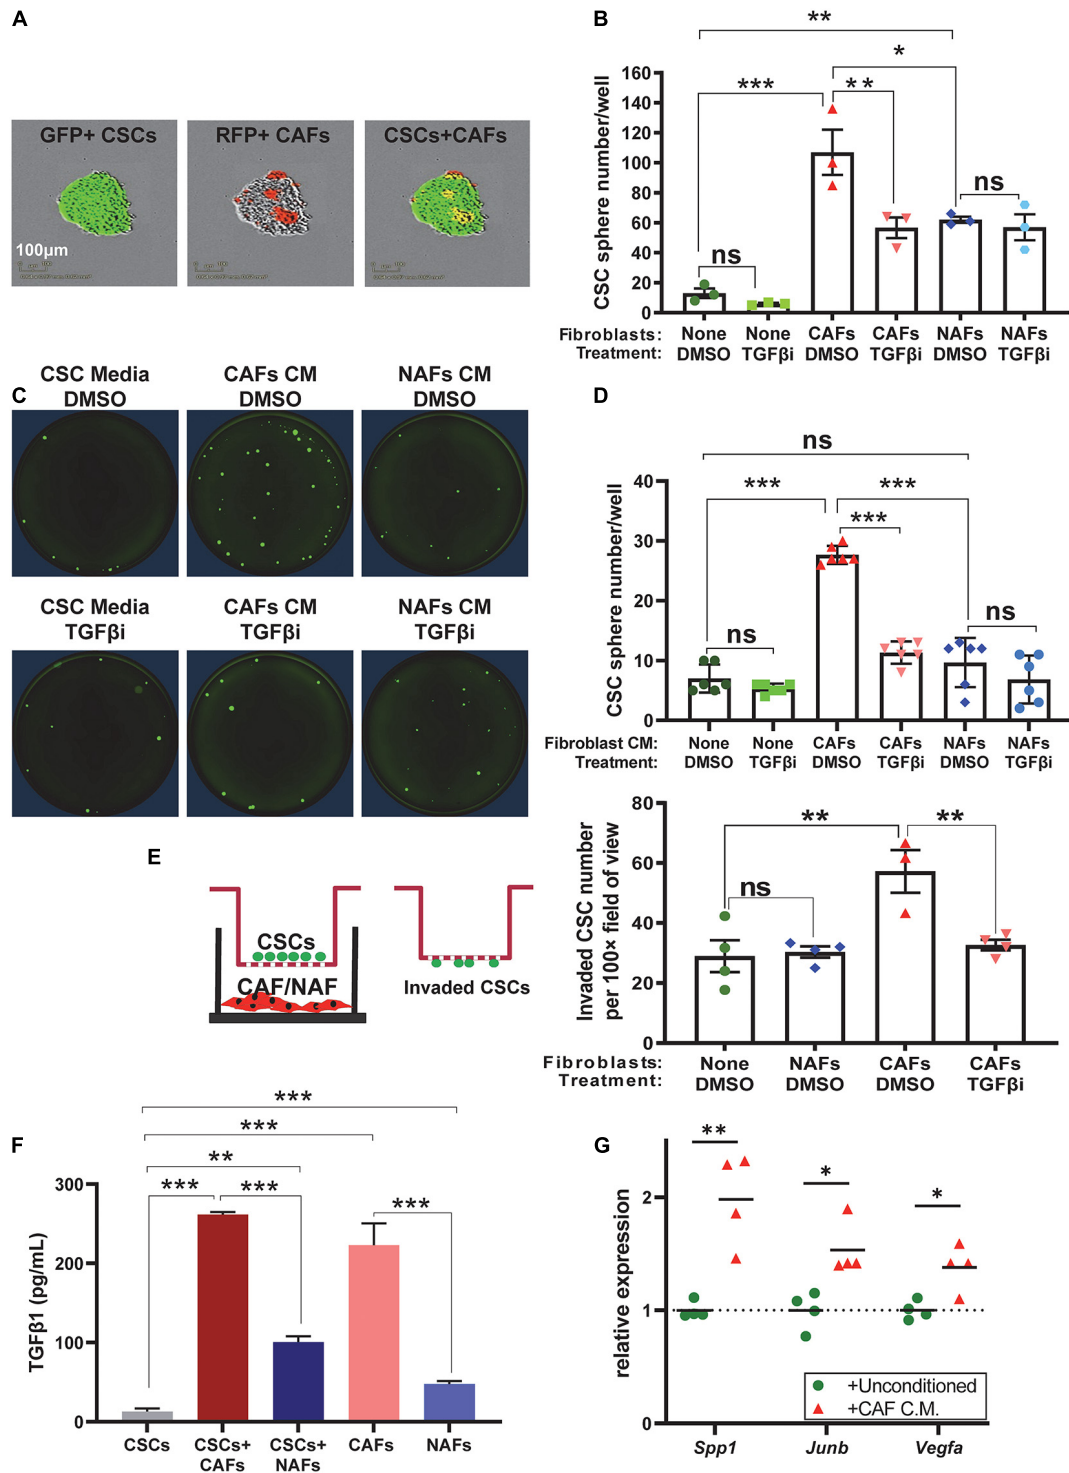 A
GFP+ CSCs
RFP+ CAFs
CSCs+CAFs
100μm
B
CSC sphere number/well
160
140
120
100
80
60
40
20
0
**
*
***
**
ns
ns
Fibroblasts: None None CAFs CAFs NAFs NAFs
Treatment: DMSO TGFβi DMSO TGFβi DMSO TGFβi
C
CSC Media DMSO
CAFs CM DMSO
NAFs CM DMSO
CSC Media TGFβi
CAFs CM TGFβi
NAFs CM TGFβi
D
CSC sphere number/well
40
30
20
10
0
ns
***
***
***
ns
ns
Fibroblast CM: None None CAFs CAFs NAFs NAFs
Treatment: DMSO TGFβi DMSO TGFβi DMSO TGFβi
E
CSCs
CAF/NAF
Invaded CSCs
Invaded CSC number
per 100× field of view
80
60
40
20
0
**
**
ns
Fibroblasts: None NAFs CAFs CAFs
Treatment: DMSO DMSO DMSO TGFβi
F
TGFβ1 (pg/mL)
300
200
100
0
***
***
**
***
***
***
CSCs
CSCs+ CAFs
CSCs+ NAFs
CAFs
NAFs
G
relative expression
2
1
0
**
*
*
+Unconditioned
+CAF C.M.
Spp1 Junb Vegfa